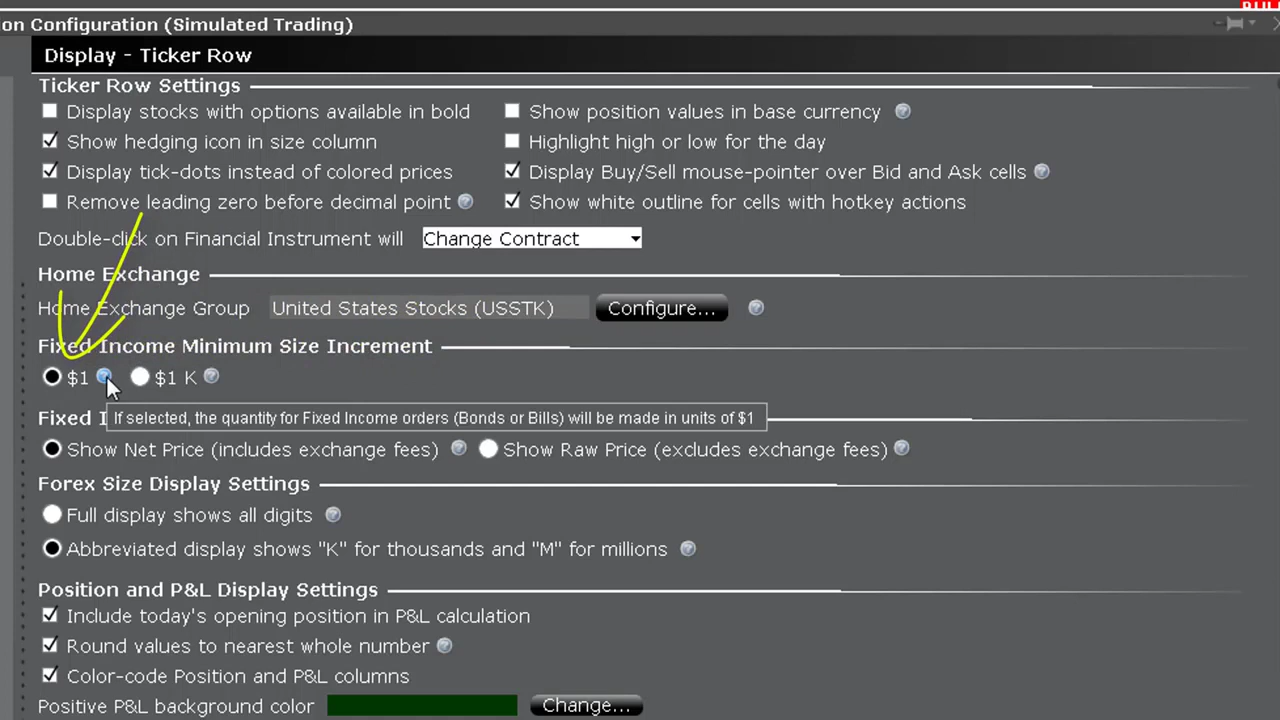 on Configuration (Simulated Trading)
Display - Ticker Row
Ticker Row Settings
Display stocks with options available in bold
Show position values in base currency
Show hedging icon in size column
Highlight high or low for the day
Display tick-dots instead of colored prices
Display Buy/Sell mouse-pointer over Bid and Ask cells
Remove leading zero before decimal point
Show white outline for cells with hotkey actions
Double-click on Financial Instrument will Change Contract
Home Exchange
Home Exchange Group United States Stocks (USSTK) Configure...
Fixed Income Minimum Size Increment
$1 $1 K
If selected, the quantity for Fixed Income orders (Bonds or Bills) will be made in units of $1
Fixed I
Show Net Price (includes exchange fees) Show Raw Price (excludes exchange fees)
Forex Size Display Settings
Full display shows all digits
Abbreviated display shows "K" for thousands and "M" for millions
Position and P&L Display Settings
Include today's opening position in P&L calculation
Round values to nearest whole number
Color-code Position and P&L columns
Positive P&L background color Change...